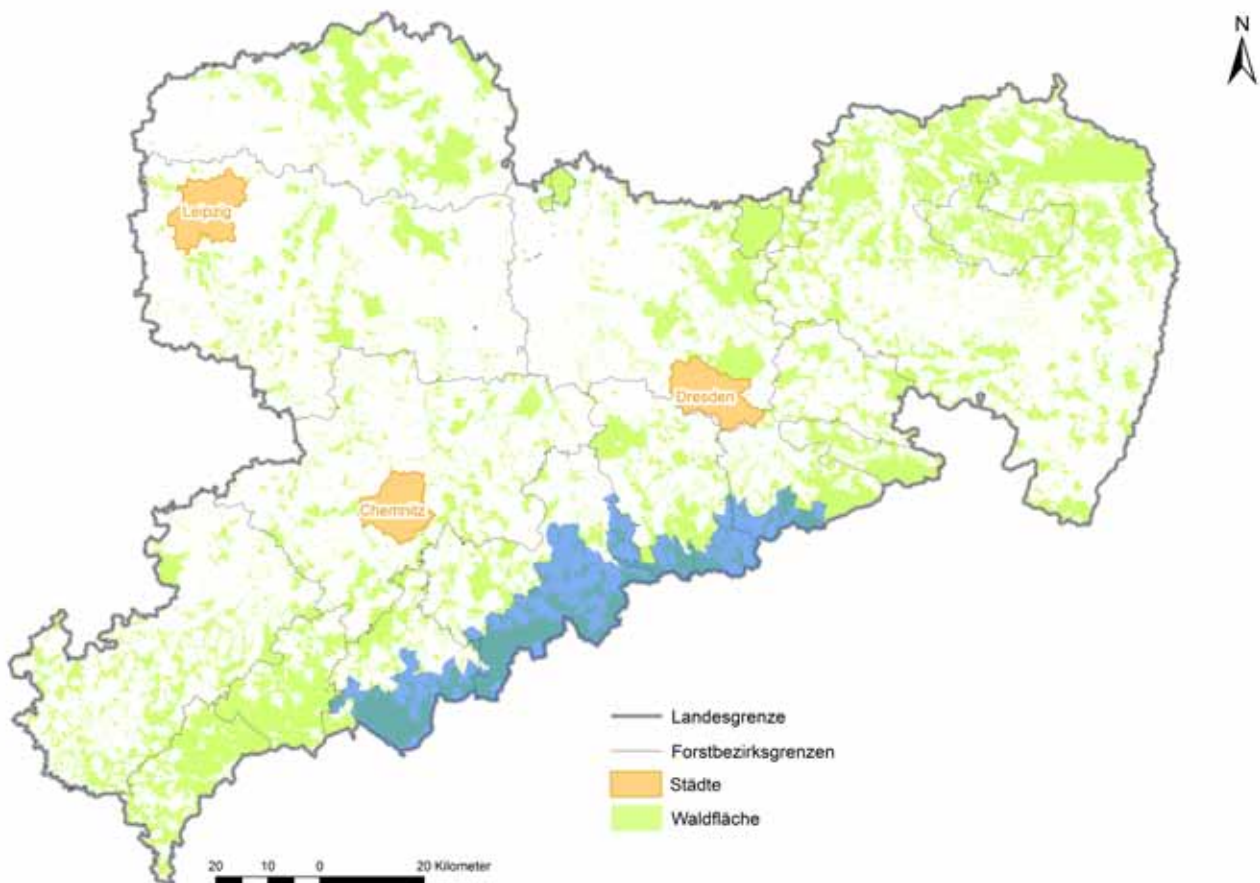 N
Leipzig
Dresden
Chemnitz
Landesgrenze
Forstbezirksgrenzen
Städte
Waldfläche
20 10 0 20 Kilometer